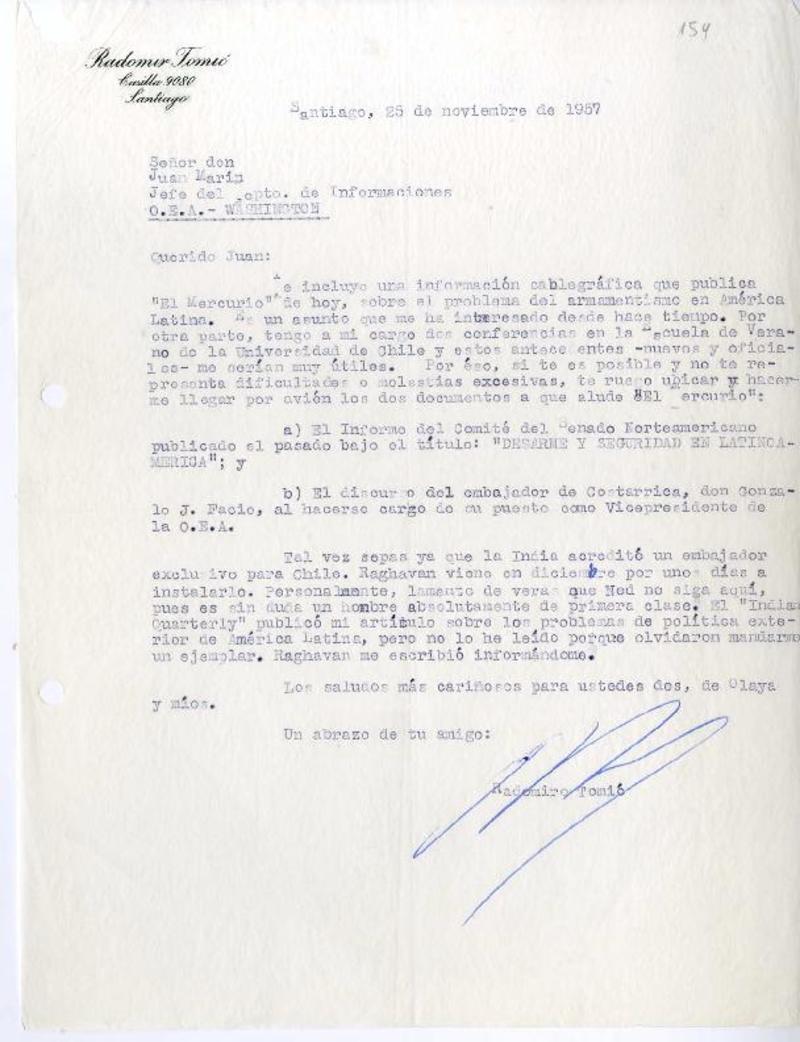 154
Radomir Tomić
Casilla 9080
Santiago
Santiago, 25 de noviembre de 1957
Señor don
Juan Marin
Jefe del epto. de Informaciones
O.E.A.- WASHINGTON
Querido Juan:
e incluyo una información cablegráfica que publica
"El Mercurio" de hoy, sobre el problema del armamentismo en América
Latina. Es un asunto que me ha interesado desde hace tiempo. Por
otra parte, tengo a mi cargo dos conferencias en la Escuela de Vera-
no de la Universidad de Chile y estos antece entes -nuevos y oficia-
les- me serían muy útiles. Por éso, si te es posible y no te re-
presenta dificultades o molestias excesivas, te ruego ubicar y hacer-
me llegar por avión los dos documentos a que alude "El ercurio":
a) El Informe del Comité del Senado Norteamericano
publicado el pasado bajo el título: "DESARME Y SEGURIDAD EN LATINOA-
MERICA"; y
b) El discurso del embajador de Costarrica, don Gonza-
lo J. Facio, al hacerse cargo de su puesto como Vicepresidente de
la O.E.A.
Tal vez sepas ya que la India acreditó un embajador
exclusivo para Chile. Raghavan viene en diciembre por unos días a
instalarlo. Personalmente, lamento de veras que Ned no siga aquí,
pues es sin duda un hombre absolutamente de primera clase. El "Indian
Quarterly" publicó mi artículo sobre los problemas de política exte-
rior de América Latina, pero no lo he leído porque olvidaron mandarme
un ejemplar. Raghavan me escribió informándome.
Los saludos más cariñosos para ustedes dos, de Olaya
y míos.
Un abrazo de tu amigo:
Radomiro Tomić